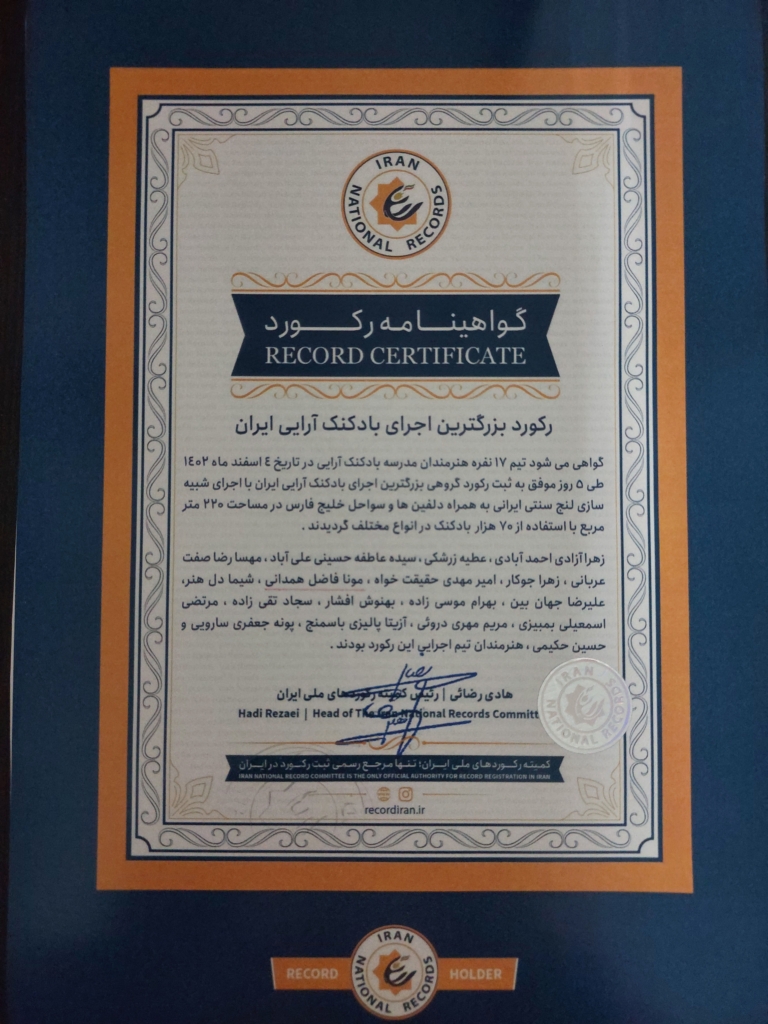 IRAN NATIONAL RECORDS
گواهینامه رکورد
RECORD CERTIFICATE
رکورد بزرگترین اجرای بادکنک آرایی ایران
گواهی می شود تیم ۱۷ نفره هنرمندان مدرسه بادکنک آرایی در تاریخ ٤ اسفند ماه ۱٤۰۲
طی ۵ روز موفق به ثبت رکورد گروهی بزرگترین اجرای بادکنک آرایی ایران با اجرای شبیه
سازی لنج سنتی ایرانی به همراه دلفین ها و سواحل خلیج فارس در مساحت ۲۲۰ متر
مربع با استفاده از ۷۰ هزار بادکنک در انواع مختلف گردیدند .
زهرا آزادی احمد آبادی ، عطیه زرشکی ، سیده عاطفه حسینی علی آباد ، مهسا رضا صفت
عربانی ، زهرا جوکار ، امیر مهدی حقیقت خواه ، مونا فاضل همدانی ، شیما دل هنر،
علیرضا جهان بین ، بهرام موسی زاده ، بهنوش افشار ، سجاد تقی زاده ، مرتضی
اسمعیلی بمبیزی ، مریم مهری دروئی ، آزیتا پالیزی باسمنج ، پونه جعفری سارویی و
حسین حکیمی ، هنرمندان تیم اجرایی این رکورد بودند .
هادی رضائی | رئیس کمیته رکوردهای ملی ایران
Hadi Rezaei | Head of The Iran National Records Committ
IRAN NATIONAL RECORDS
کمیته رکوردهای ملی ایران؛ تنها مرجع رسمی ثبت رکورد در ایران
IRAN NATIONAL RECORD COMMITTEE IS THE ONLY OFFICIAL AUTHORITY FOR RECORD REGISTRATION IN IRAN
recordiran.ir
IRAN NATIONAL RECORDS
RECORD HOLDER